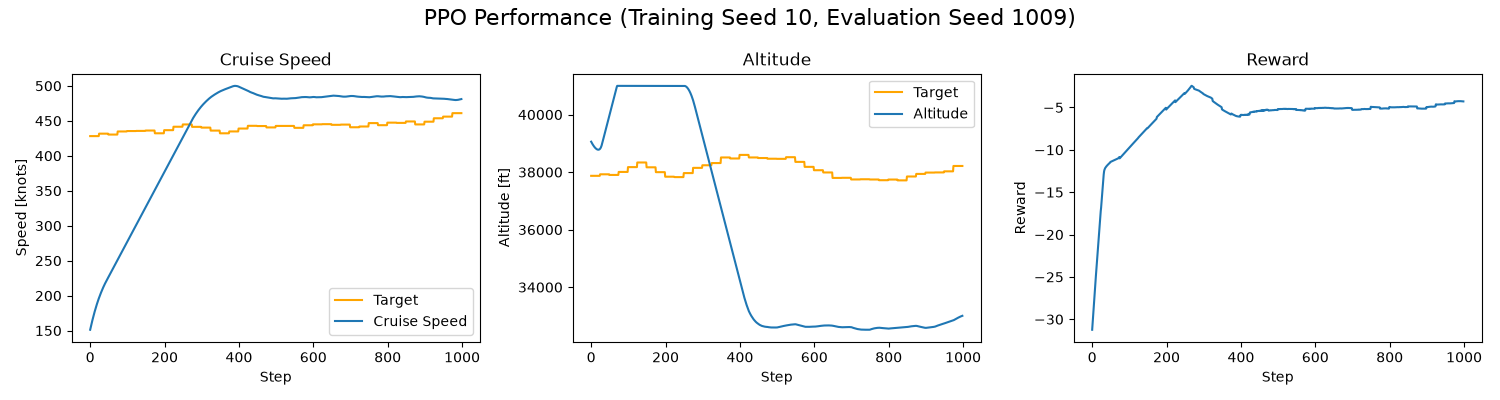 PPO Performance (Training Seed 10, Evaluation Seed 1009)
Cruise Speed
500
450
400
350
300
250
200
150
Speed [knots]
0 200 400 600 800 1000
Step
Target
Cruise Speed
Altitude
40000
38000
36000
34000
Altitude [ft]
0 200 400 600 800 1000
Step
Target
Altitude
Reward
−5
−10
−15
−20
−25
−30
Reward
0 200 400 600 800 1000
Step